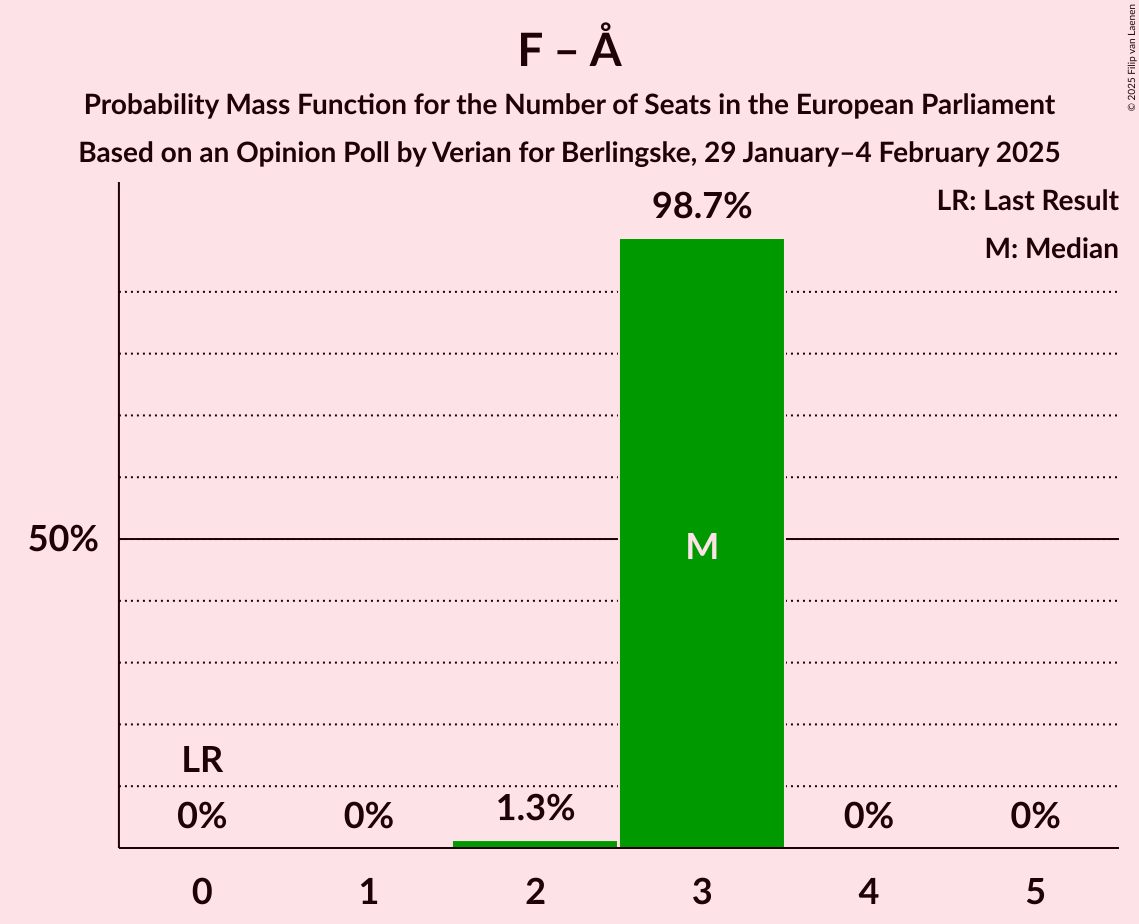 F – Å
Probability Mass Function for the Number of Seats in the European Parliament
Based on an Opinion Poll by Verian for Berlingske, 29 January–4 February 2025
© 2025 Filip van Laenen
LR: Last Result
M: Median
98.7%
50%
M
LR
0%
0%
1.3%
0%
0%
0
1
2
3
4
5